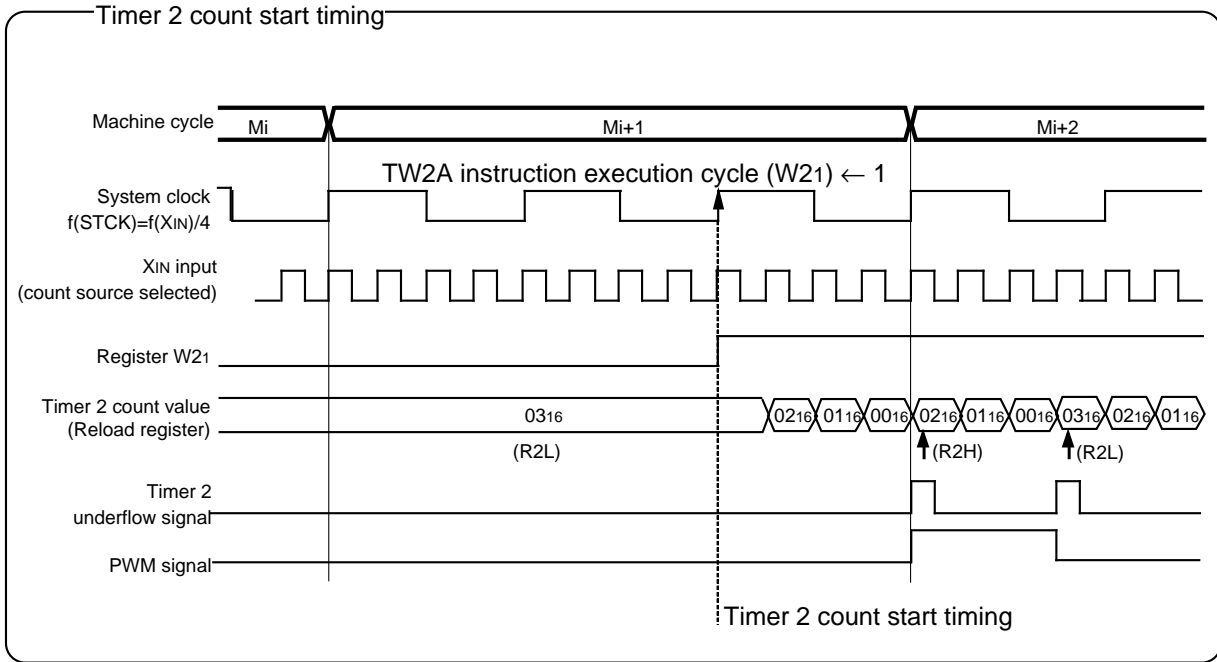 Timer 2 count start timing
Machine cycle
Mi
Mi+1
Mi+2
TW2A instruction execution cycle (W21) ← 1
System clock
f(STCK)=f(XIN)/4
XIN input
(count source selected)
Register W21
Timer 2 count value
(Reload register)
0316 0216 0116 0016 0216 0116 0016 0316 0216 0116
(R2L) (R2H) (R2L)
Timer 2
underflow signal
PWM signal
Timer 2 count start timing